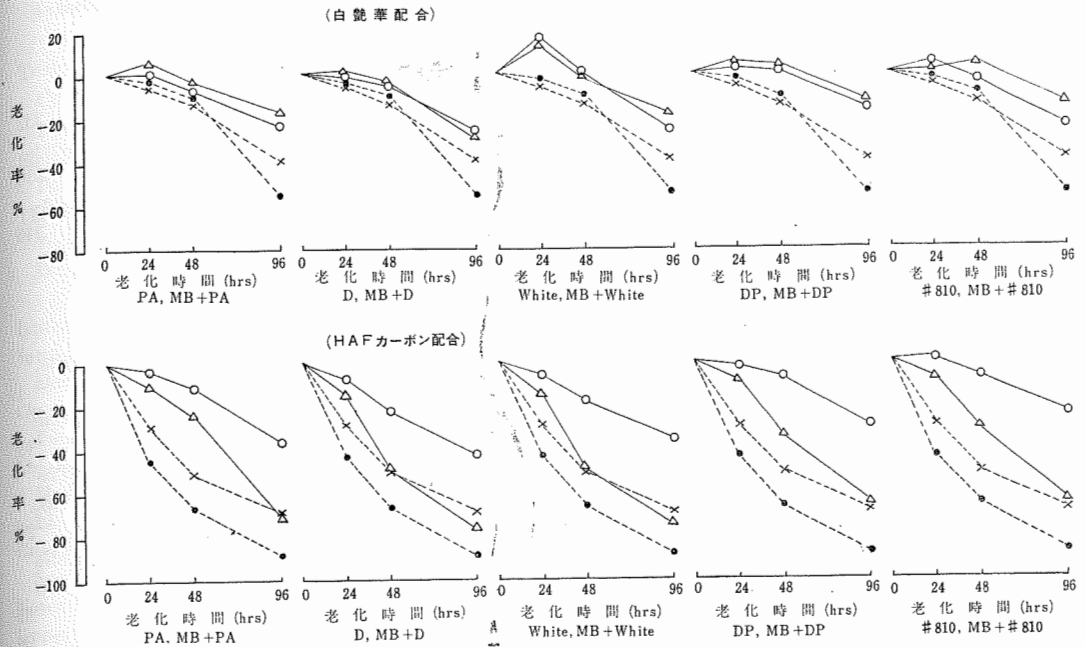 (白艶華配合)
20
0
−20
−40
−60
−80
老化率%
0 24 48 96
老化時間(hrs)
PA, MB+PA
0 24 48 96
老化時間(hrs)
D, MB+D
0 24 48 96
老化時間(hrs)
White, MB+White
0 24 48 96
老化時間(hrs)
DP, MB+DP
0 24 48 96
老化時間(hrs)
#810, MB+#810
(HAFカーボン配合)
0
−20
−40
−60
−80
−100
老化率%
0 24 48 96
老化時間(hrs)
PA, MB+PA
0 24 48 96
老化時間(hrs)
D, MB+D
0 24 48 96
老化時間(hrs)
White, MB+White
0 24 48 96
老化時間(hrs)
DP, MB+DP
0 24 48 96
老化時間(hrs)
#810, MB+#810